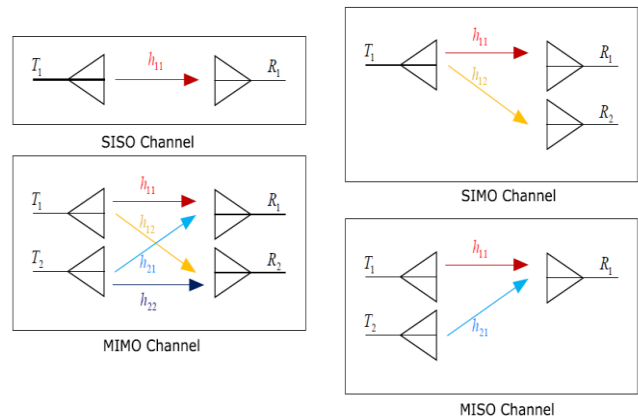 T₁ h₁₁ R₁
SISO Channel
T₁ h₁₁ R₁
h₁₂
R₂
SIMO Channel
T₁ h₁₁ R₁
h₁₂
T₂ h₂₁ R₂
h₂₂
MIMO Channel
T₁ h₁₁ R₁
T₂ h₂₁
MISO Channel